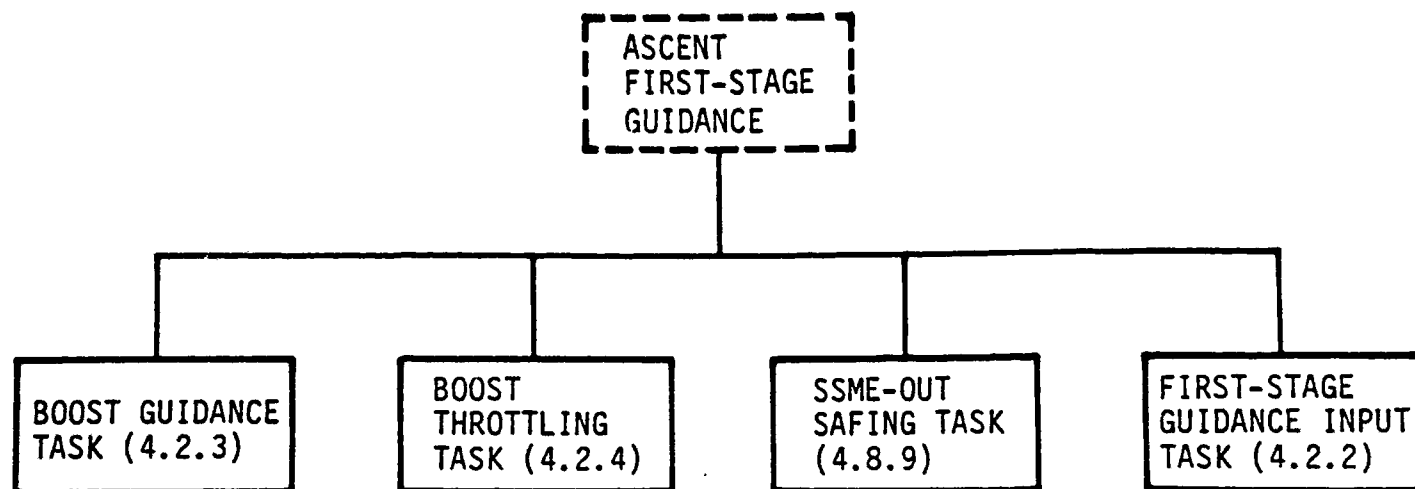 ASCENT
FIRST-STAGE
GUIDANCE
BOOST GUIDANCE
TASK (4.2.3)
BOOST
THROTTLING
TASK (4.2.4)
SSME-OUT
SAFING TASK
(4.8.9)
FIRST-STAGE
GUIDANCE INPUT
TASK (4.2.2)